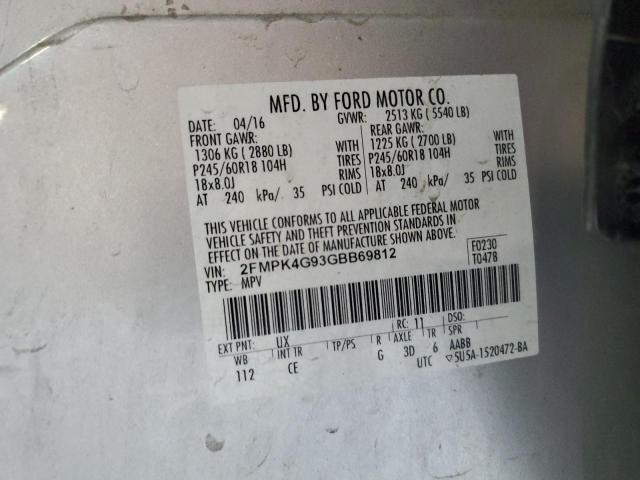 MFD. BY FORD MOTOR CO.
DATE: 04/16 GVWR: 2513 KG ( 5540 LB)
FRONT GAWR: REAR GAWR:
1306 KG ( 2880 LB) WITH 1225 KG ( 2700 LB) WITH
P245/60R18 104H TIRES P245/60R18 104H TIRES
18x8.0J RIMS 18x8.0J RIMS
AT 240 kPa/ 35 PSI COLD AT 240 kPa/ 35 PSI COLD
THIS VEHICLE CONFORMS TO ALL APPLICABLE FEDERAL MOTOR
VEHICLE SAFETY AND THEFT PREVENTION STANDARDS IN
EFFECT ON THE DATE OF MANUFACTURE SHOWN ABOVE.
VIN: 2FMPK4G93GBB69812 F0230
TYPE: MPV T0478
EXT PNT: UX RC: 11 DSO:
WB INT TR TP/PS R AXLE TR SPR
112 CE G 3D 6 AABB
UTC ▽5U5A-1520472-BA